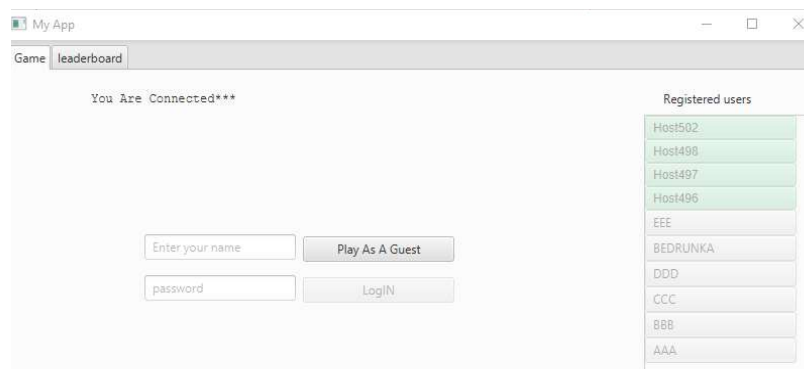 My App
Game leaderboard
You Are Connected***
Registered users
Host502
Host498
Host497
Host496
EEE
BEDRUNKA
DDD
CCC
BBB
AAA
Enter your name
Play As A Guest
password
LogIN